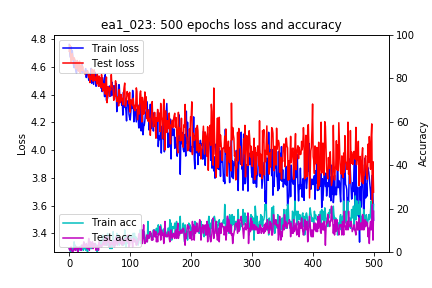 ea1_023: 500 epochs loss and accuracy
Train loss
Test loss
Train acc
Test acc
Loss
Accuracy
4.8
4.6
4.4
4.2
4.0
3.8
3.6
3.4
100
80
60
40
20
0
0 100 200 300 400 500